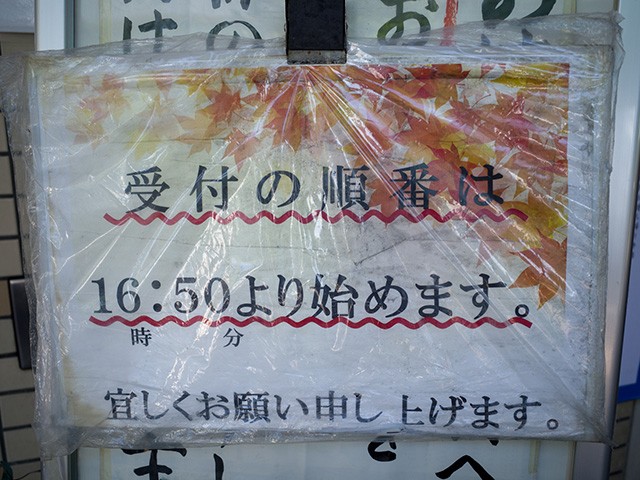 受付の順番は
16:50より始めます。
時 分
宜しくお願い申し上げます。